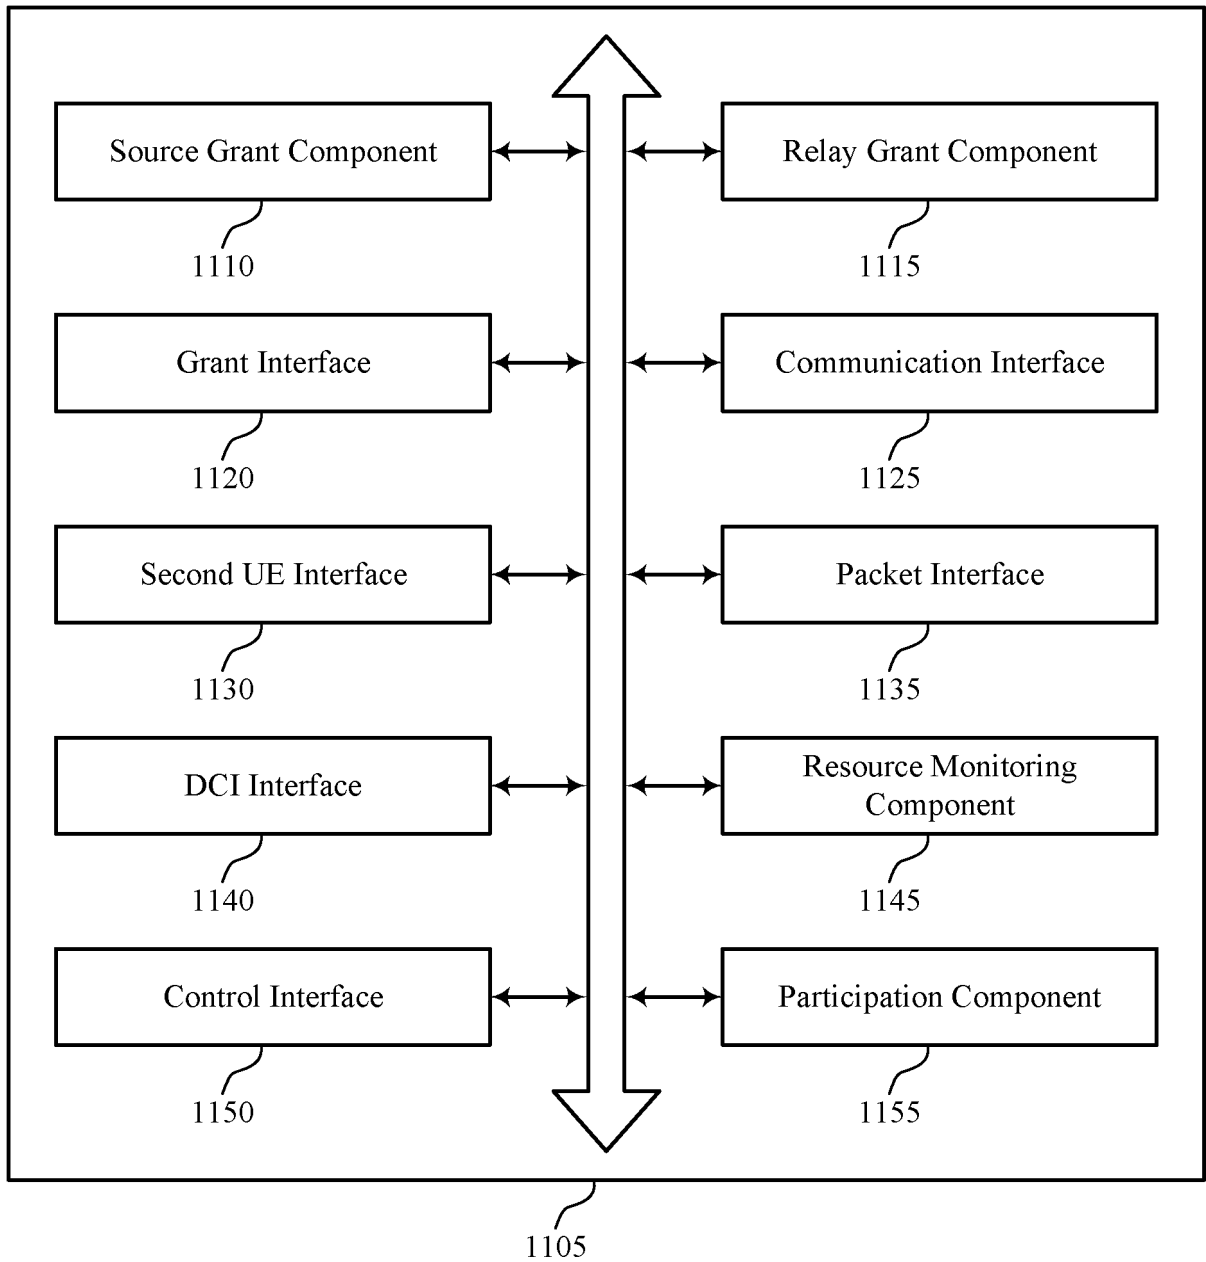 Source Grant Component
Relay Grant Component
1110
1115
Grant Interface
Communication Interface
1120
1125
Second UE Interface
Packet Interface
1130
1135
DCI Interface
Resource Monitoring
Component
1140
1145
Control Interface
Participation Component
1150
1155
1105